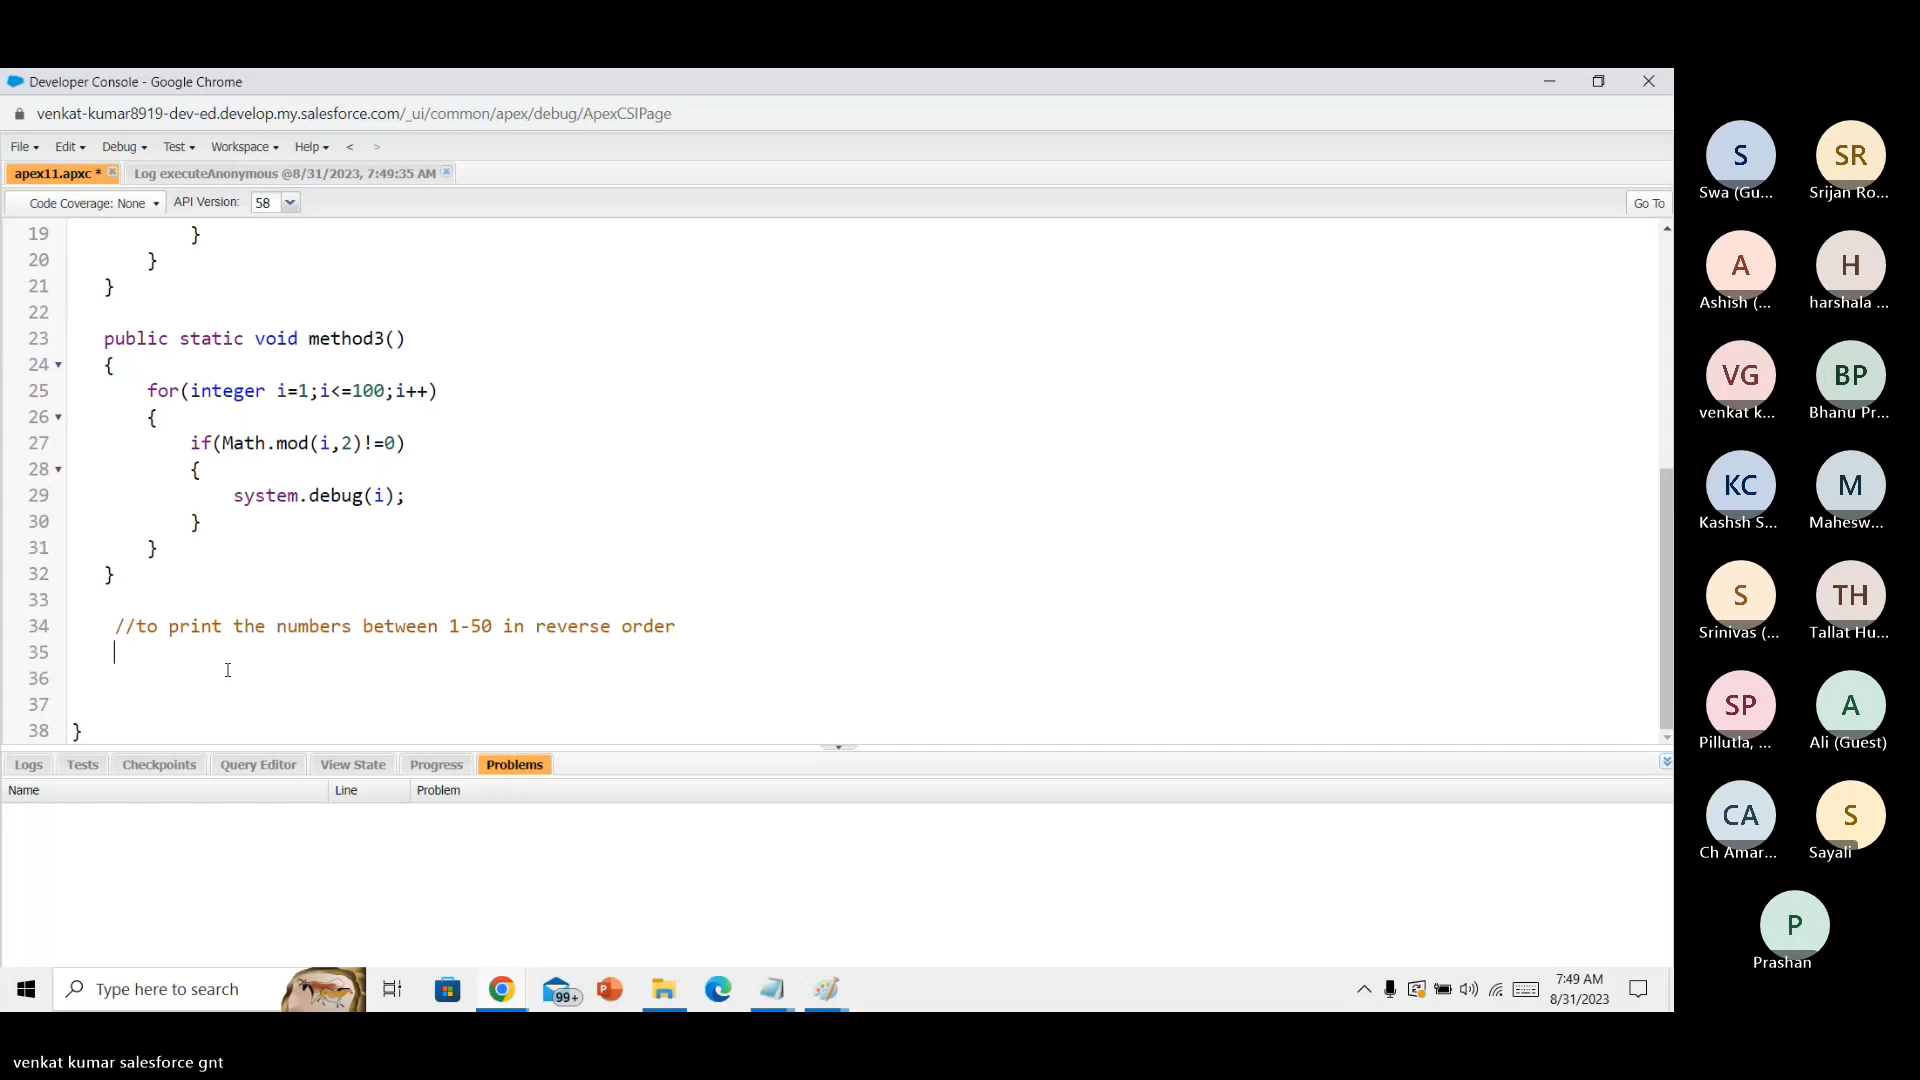 Developer Console - Google Chrome
venkat-kumar8919-dev-ed.develop.my.salesforce.com/_ui/common/apex/debug/ApexCSIPage
File Edit Debug Test Workspace Help < >
apex11.apxc * Log executeAnonymous @8/31/2023, 7:49:35 AM
Code Coverage: None API Version: 58 Go To
19 }
20 }
21 }
22
23 public static void method3()
24 {
25 for(integer i=1;i<=100;i++)
26 {
27 if(Math.mod(i,2)!=0)
28 {
29 system.debug(i);
30 }
31 }
32 }
33
34 //to print the numbers between 1-50 in reverse order
35
36
37
38 }
Logs Tests Checkpoints Query Editor View State Progress Problems
Name Line Problem
Type here to search
99+
7:49 AM
8/31/2023
S SR
Swa (Gu... Srijan Ro...
A H
Ashish (... harshala ...
VG BP
venkat k... Bhanu Pr...
KC M
Kashsh S... Mahesw...
S TH
Srinivas (... Tallat Hu...
SP A
Pillutla, ... Ali (Guest)
CA S
Ch Amar... Sayali
P
Prashan
venkat kumar salesforce gnt